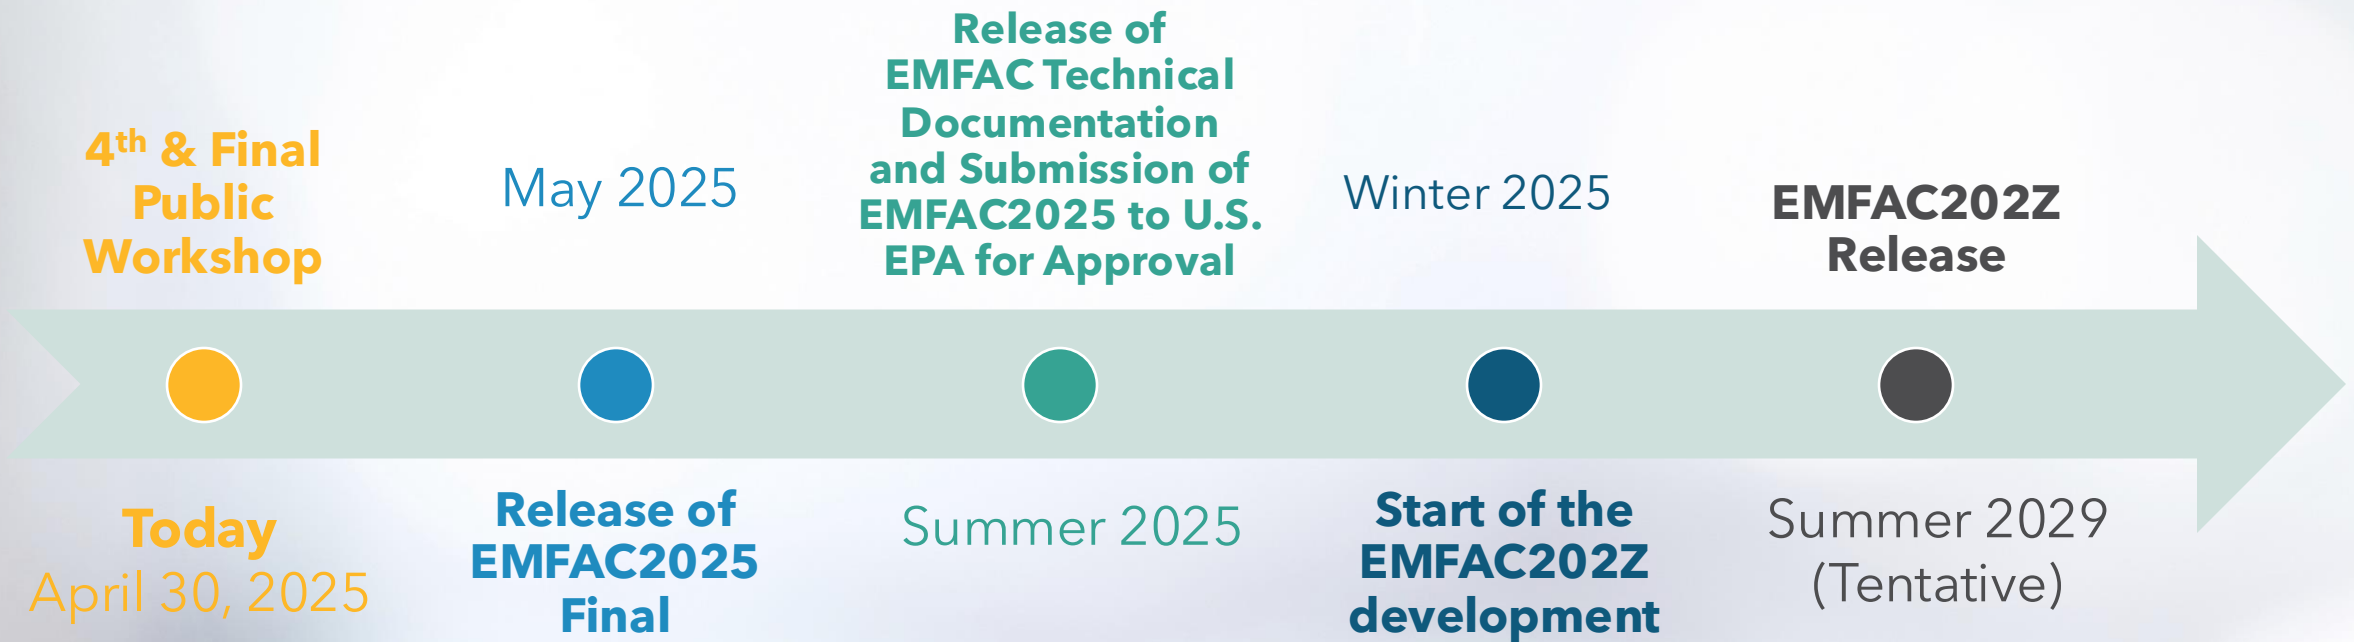 4th & Final
Public
Workshop
Today
April 30, 2025
May 2025
Release of
EMFAC2025
Final
Release of
EMFAC Technical
Documentation
and Submission of
EMFAC2025 to U.S.
EPA for Approval
Summer 2025
Winter 2025
Start of the
EMFAC202Z
development
EMFAC202Z
Release
Summer 2029
(Tentative)